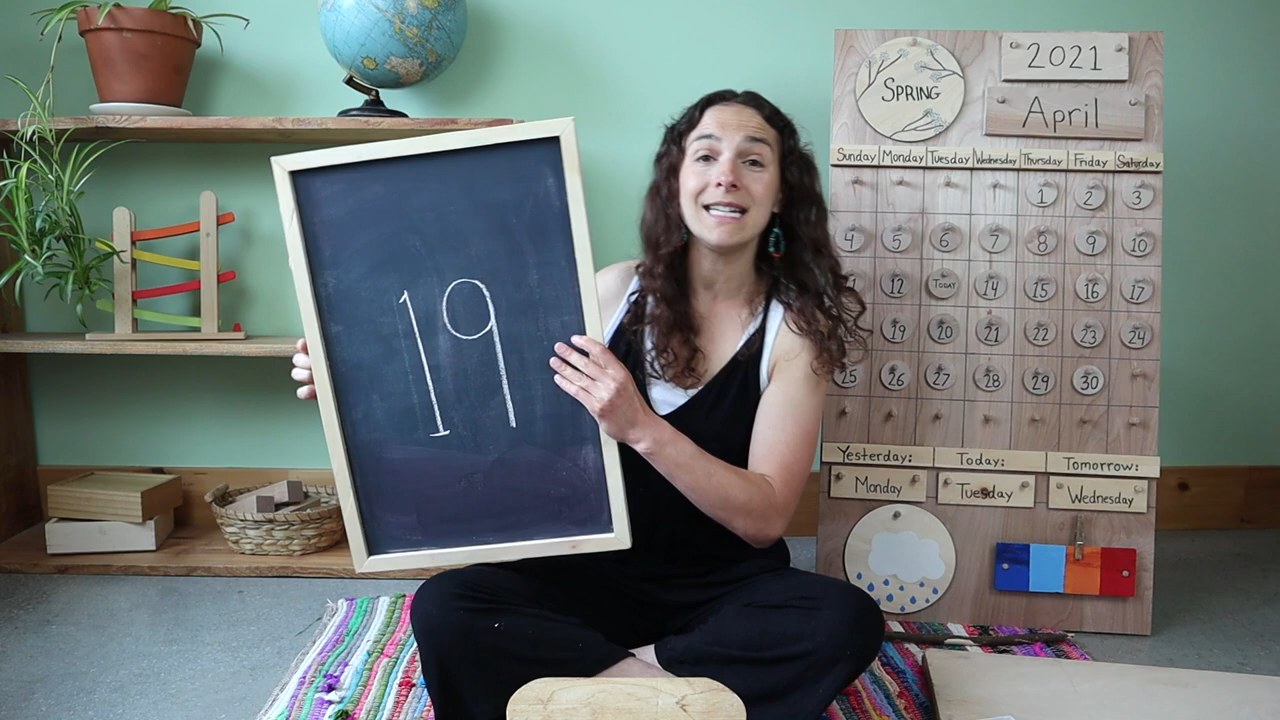 19
SPRING
2021
April
Sunday Monday Tuesday Wednesday Thursday Friday Saturday
1 2 3
4 5 6 7 8 9 10
12 TODAY 14 15 16 17
19 20 21 22 23 24
25 26 27 28 29 30
Yesterday: Today: Tomorrow:
Monday Tuesday Wednesday